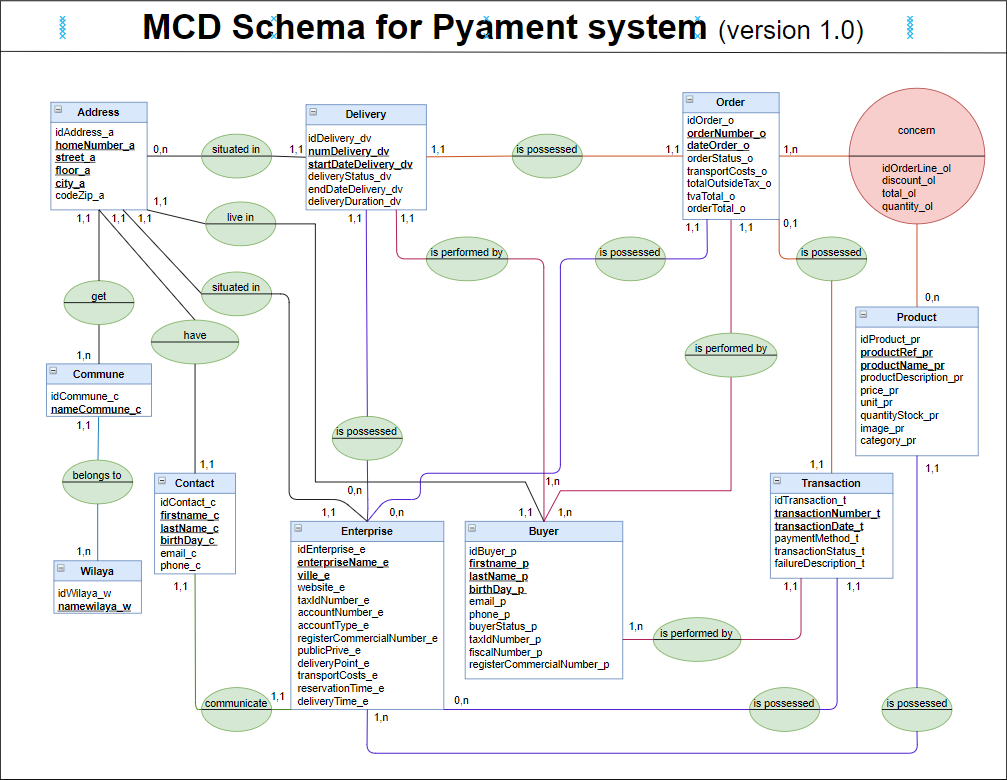 MCD Schema for Pyament system (version 1.0)
Address
idAddress_a
homeNumber_a
street_a
floor_a
city_a
codeZip_a
0,n
situated in
1,1
Delivery
idDelivery_dv
numDelivery_dv
startDateDelivery_dv
deliveryStatus_dv
endDateDelivery_dv
deliveryDuration_dv
1,1
is possessed
1,1
Order
idOrder_o
orderNumber_o
dateOrder_o
orderStatus_o
transportCosts_o
totalOutsideTax_o
tvaTotal_o
orderTotal_o
1,n
concern
idOrderLine_ol
discount_ol
total_ol
quantity_ol
1,1
1,1
1,1
1,1
live in
1,1
1,1
1,1
1,1
0,1
is performed by
is possessed
is possessed
situated in
get
have
0,n
Product
idProduct_pr
productRef_pr
productName_pr
productDescription_pr
price_pr
unit_pr
quantityStock_pr
image_pr
category_pr
is performed by
1,n
Commune
idCommune_c
nameCommune_c
1,1
is possessed
belongs to
1,1
Contact
idContact_c
firstname_c
lastName_c
birthDay_c
email_c
phone_c
1,1
0,n
1,1
0,n
1,n
1,1
1,n
1,1
Transaction
idTransaction_t
transactionNumber_t
transactionDate_t
paymentMethod_t
transactionStatus_t
failureDescription_t
1,1
1,1
1,1
1,n
Wilaya
idWilaya_w
namewilaya_w
Enterprise
idEnterprise_e
enterpriseName_e
ville_e
website_e
taxIdNumber_e
accountNumber_e
accountType_e
registerCommercialNumber_e
publicPrive_e
deliveryPoint_e
transportCosts_e
reservationTime_e
deliveryTime_e
Buyer
idBuyer_p
firstname_p
lastName_p
birthDay_p
email_p
phone_p
buyerStatus_p
taxIdNumber_p
fiscalNumber_p
registerCommercialNumber_p
1,n
is performed by
communicate
1,1
0,n
is possessed
is possessed
1,n